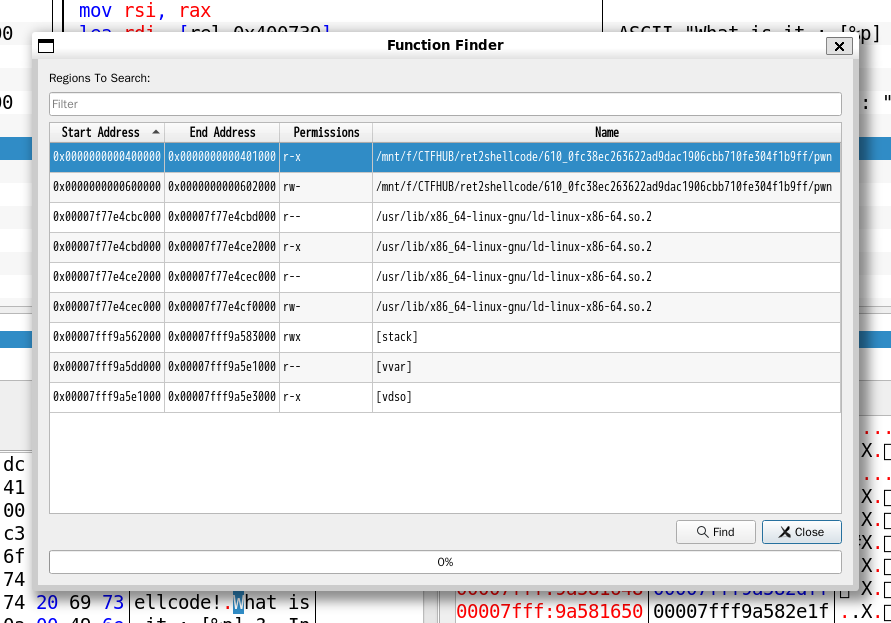 mov rsi, rax
ASCII "What is it : [%p]
Function Finder
Regions To Search:
Filter
Start Address End Address Permissions Name
0x0000000000400000 0x0000000000401000 r-x /mnt/f/CTFHUB/ret2shellcode/610_0fc38ec263622ad9dac1906cbb710fe304f1b9ff/pwn
0x0000000000600000 0x0000000000602000 rw- /mnt/f/CTFHUB/ret2shellcode/610_0fc38ec263622ad9dac1906cbb710fe304f1b9ff/pwn
0x00007f77e4cbc000 0x00007f77e4cbd000 r-- /usr/lib/x86_64-linux-gnu/ld-linux-x86-64.so.2
0x00007f77e4cbd000 0x00007f77e4ce2000 r-x /usr/lib/x86_64-linux-gnu/ld-linux-x86-64.so.2
0x00007f77e4ce2000 0x00007f77e4cec000 r-- /usr/lib/x86_64-linux-gnu/ld-linux-x86-64.so.2
0x00007f77e4cec000 0x00007f77e4cf0000 rw- /usr/lib/x86_64-linux-gnu/ld-linux-x86-64.so.2
0x00007fff9a562000 0x00007fff9a583000 rwx [stack]
0x00007fff9a5dd000 0x00007fff9a5e1000 r-- [vvar]
0x00007fff9a5e1000 0x00007fff9a5e3000 r-x [vdso]
Find Close
0%
dc
41
00
c3
6f
74
74 20 69 73 ellcode!.What is
00007fff:9a581650 00007fff9a582e1f ..X.